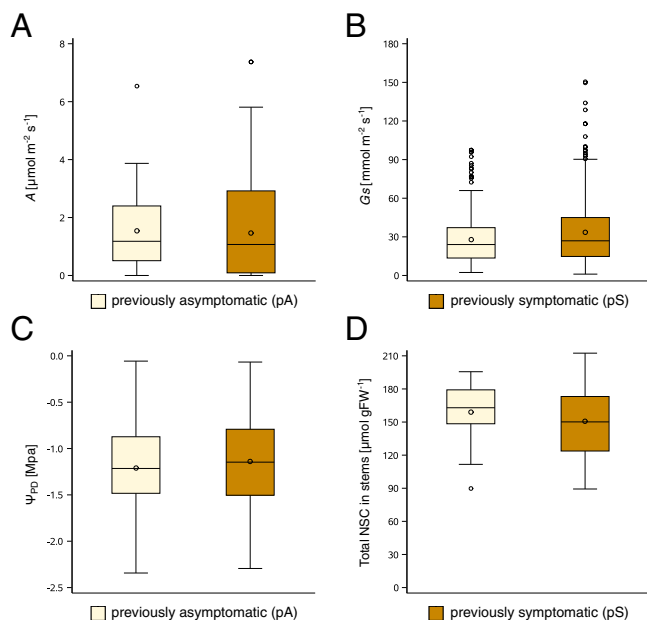 A
B
8
6
4
2
0
A [μmol m⁻² s⁻¹]
180
150
120
90
60
30
0
Gs [mmol m⁻² s⁻¹]
previously asymptomatic (pA)
previously symptomatic (pS)
C
D
0.0
-0.5
-1.0
-1.5
-2.0
-2.5
Ψ_PD [Mpa]
210
180
150
120
90
60
30
0
Total NSC in stems [μmol gFW⁻¹]
previously asymptomatic (pA)
previously symptomatic (pS)